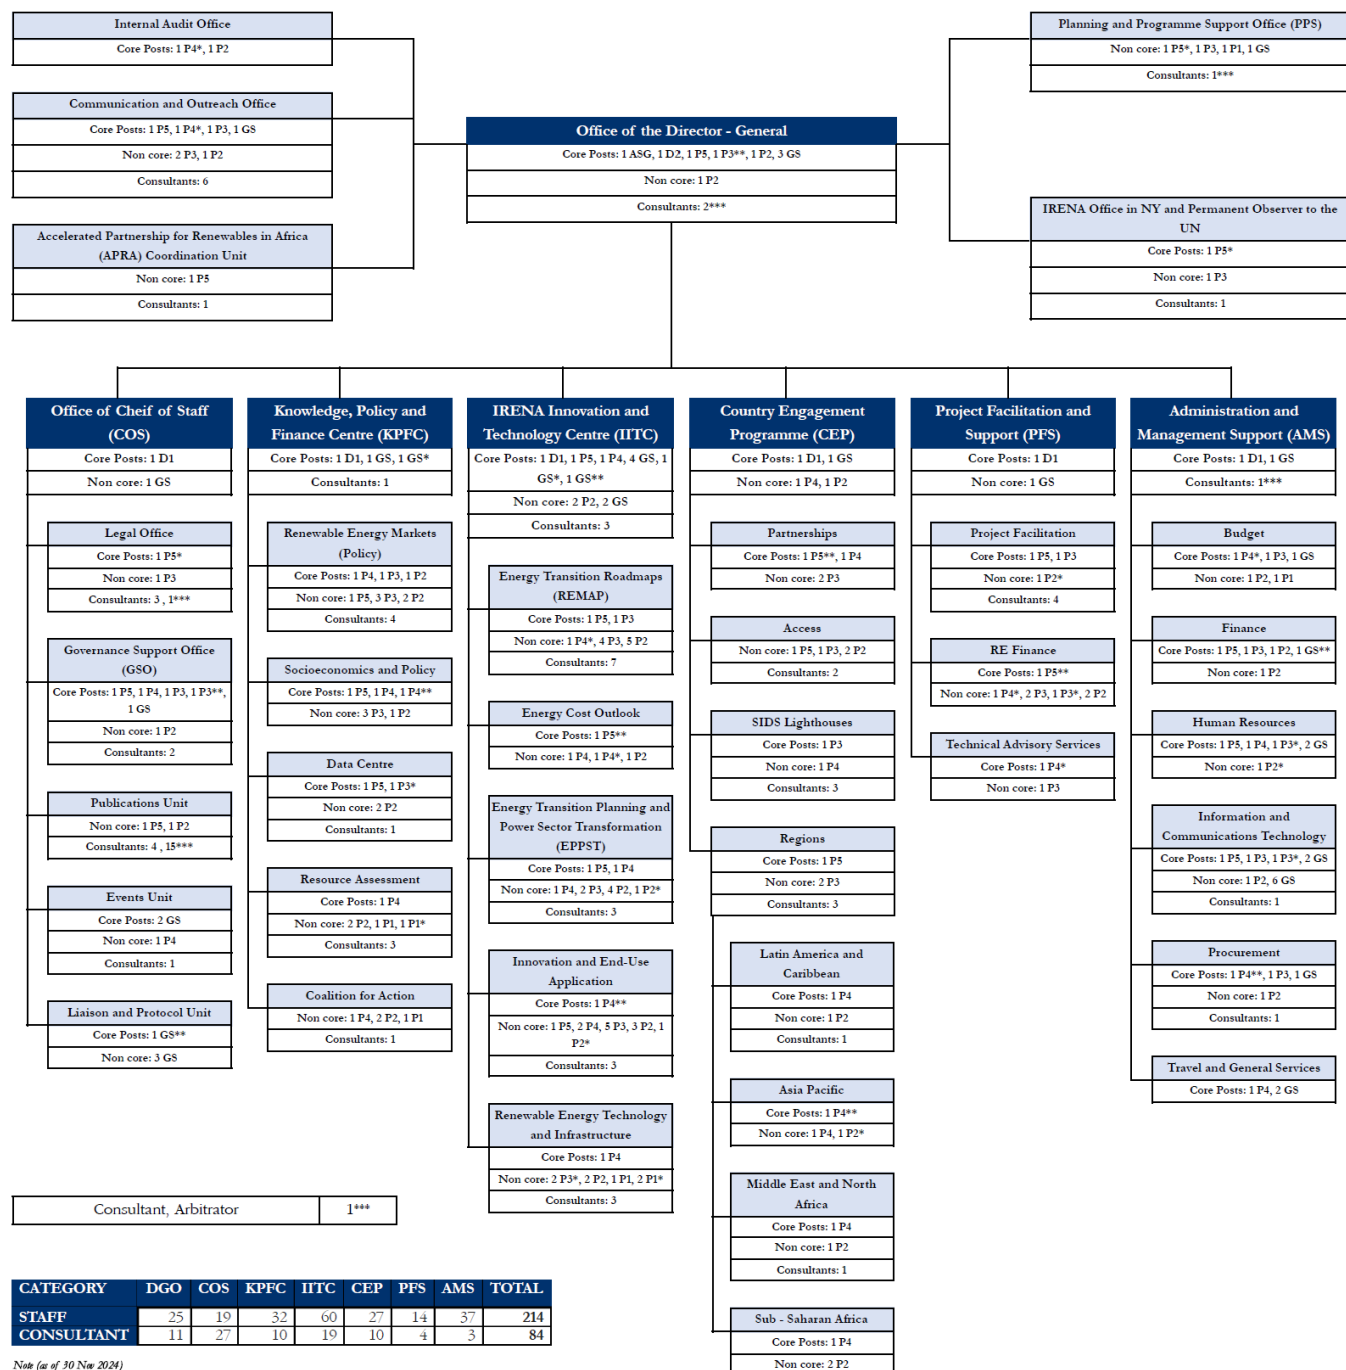 Internal Audit Office
Core Posts: 1 P4*, 1 P2
Communication and Outreach Office
Core Posts: 1 P5, 1 P4*, 1 P3, 1 GS
Non core: 2 P3, 1 P2
Consultants: 6
Accelerated Partnership for Renewables in Africa
(APRA) Coordination Unit
Non core: 1 P5
Consultants: 1
Office of the Director - General
Core Posts: 1 ASG, 1 D2, 1 P5, 1 P3**, 1 P2, 3 GS
Non core: 1 P2
Consultants: 2***
Planning and Programme Support Office (PPS)
Non core: 1 P5*, 1 P3, 1 P1, 1 GS
Consultants: 1***
IRENA Office in NY and Permanent Observer to the
UN
Core Posts: 1 P5*
Non core: 1 P3
Consultants: 1
Office of Cheif of Staff
(COS)
Core Posts: 1 D1
Non core: 1 GS
Legal Office
Core Posts: 1 P5*
Non core: 1 P3
Consultants: 3 , 1***
Governance Support Office
(GSO)
Core Posts: 1 P5, 1 P4, 1 P3, 1 P3**,
1 GS
Non core: 1 P2
Consultants: 2
Publications Unit
Non core: 1 P5, 1 P2
Consultants: 4 , 15***
Events Unit
Core Posts: 2 GS
Non core: 1 P4
Consultants: 1
Liaison and Protocol Unit
Core Posts: 1 GS**
Non core: 3 GS
Knowledge, Policy and
Finance Centre (KPFC)
Core Posts: 1 D1, 1 GS, 1 GS*
Consultants: 1
Renewable Energy Markets
(Policy)
Core Posts: 1 P4, 1 P3, 1 P2
Non core: 1 P5, 3 P3, 2 P2
Consultants: 4
Socioeconomics and Policy
Core Posts: 1 P5, 1 P4, 1 P4**
Non core: 3 P3, 1 P2
Data Centre
Core Posts: 1 P5, 1 P3*
Non core: 2 P2
Consultants: 1
Resource Assessment
Core Posts: 1 P4
Non core: 2 P2, 1 P1, 1 P1*
Consultants: 3
Coalition for Action
Non core: 1 P4, 2 P2, 1 P1
Consultants: 1
IRENA Innovation and
Technology Centre (IITC)
Core Posts: 1 D1, 1 P5, 1 P4, 4 GS, 1
GS*, 1 GS**
Non core: 2 P2, 2 GS
Consultants: 3
Energy Transition Roadmaps
(REMAP)
Core Posts: 1 P5, 1 P3
Non core: 1 P4*, 4 P3, 5 P2
Consultants: 7
Energy Cost Outlook
Core Posts: 1 P5**
Non core: 1 P4, 1 P4*, 1 P2
Energy Transition Planning and
Power Sector Transformation
(EPPST)
Core Posts: 1 P5, 1 P4
Non core: 1 P4, 2 P3, 4 P2, 1 P2*
Consultants: 3
Innovation and End-Use
Application
Core Posts: 1 P4**
Non core: 1 P5, 2 P4, 5 P3, 3 P2, 1
P2*
Consultants: 3
Renewable Energy Technology
and Infrastructure
Core Posts: 1 P4
Non core: 2 P3*, 2 P2, 1 P1, 2 P1*
Consultants: 3
Country Engagement
Programme (CEP)
Core Posts: 1 D1, 1 GS
Non core: 1 P4, 1 P2
Partnerships
Core Posts: 1 P5**, 1 P4
Non core: 2 P3
Access
Non core: 1 P5, 1 P3, 2 P2
Consultants: 2
SIDS Lighthouses
Core Posts: 1 P3
Non core: 1 P4
Consultants: 3
Regions
Core Posts: 1 P5
Non core: 2 P3
Consultants: 3
Latin America and
Caribbean
Core Posts: 1 P4
Non core: 1 P2
Consultants: 1
Asia Pacific
Core Posts: 1 P4**
Non core: 1 P4, 1 P2*
Middle East and North
Africa
Core Posts: 1 P4
Non core: 1 P2
Consultants: 1
Sub - Saharan Africa
Core Posts: 1 P4
Non core: 2 P2
Project Facilitation and
Support (PFS)
Core Posts: 1 D1
Non core: 1 GS
Project Facilitation
Core Posts: 1 P5, 1 P3
Non core: 1 P2*
Consultants: 4
RE Finance
Core Posts: 1 P5**
Non core: 1 P4*, 2 P3, 1 P3*, 2 P2
Technical Advisory Services
Core Posts: 1 P4*
Non core: 1 P3
Administration and
Management Support (AMS)
Core Posts: 1 D1, 1 GS
Consultants: 1***
Budget
Core Posts: 1 P4*, 1 P3, 1 GS
Non core: 1 P2, 1 P1
Finance
Core Posts: 1 P5, 1 P3, 1 P2, 1 GS**
Non core: 1 P2
Human Resources
Core Posts: 1 P5, 1 P4, 1 P3*, 2 GS
Non core: 1 P2*
Information and
Communications Technology
Core Posts: 1 P5, 1 P3, 1 P3*, 2 GS
Non core: 1 P2, 6 GS
Consultants: 1
Procurement
Core Posts: 1 P4**, 1 P3, 1 GS
Non core: 1 P2
Consultants: 1
Travel and General Services
Core Posts: 1 P4, 2 GS
Consultant, Arbitrator 1***
CATEGORY DGO COS KPFC IITC CEP PFS AMS TOTAL
STAFF 25 19 32 60 27 14 37 214
CONSULTANT 11 27 10 19 10 4 3 84
Note (as of 30 Nov 2024)